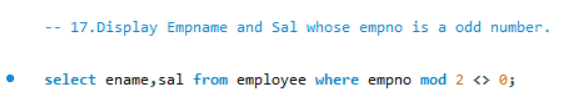 -- 17.Display Empname and Sal whose empno is a odd number.
select ename,sal from employee where empno mod 2 <> 0;